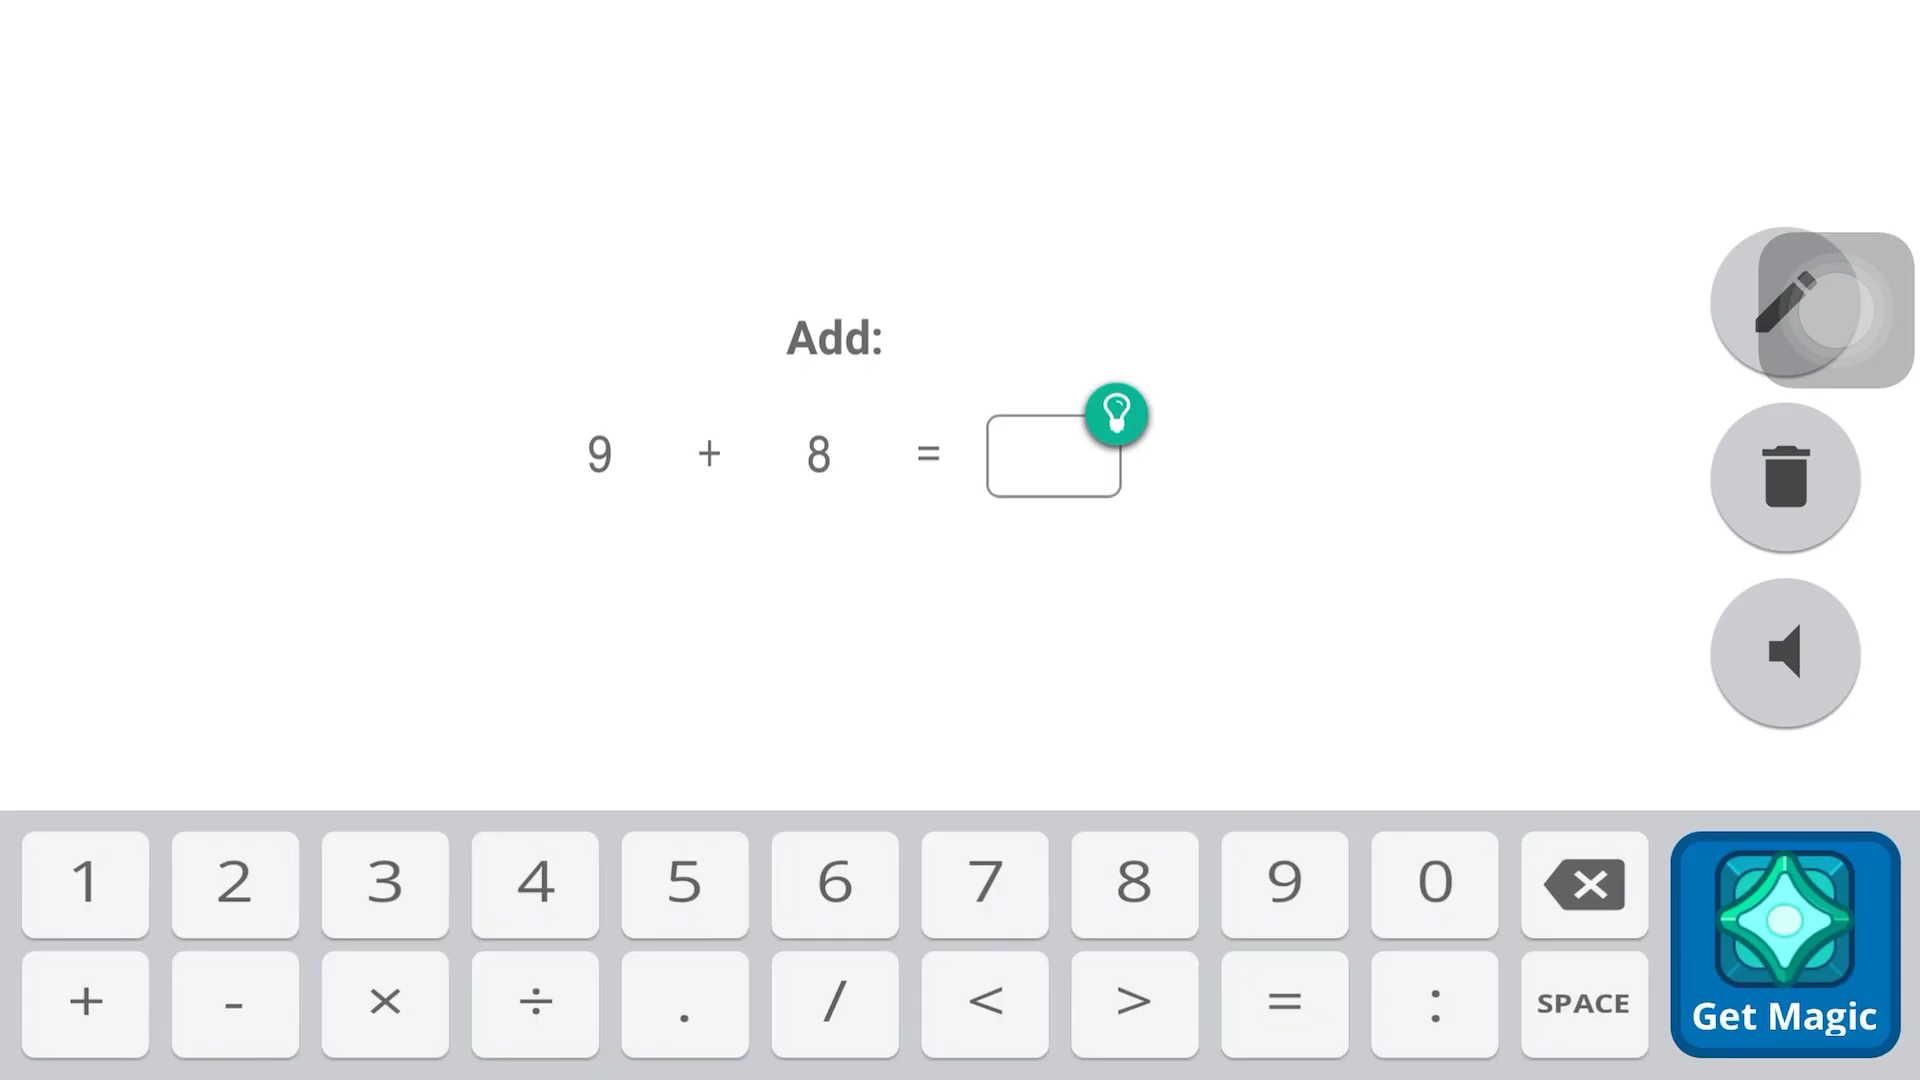 Add:
9 + 8 =
1 2 3 4 5 6 7 8 9 0
+ - × ÷ . / < > = : SPACE
Get Magic